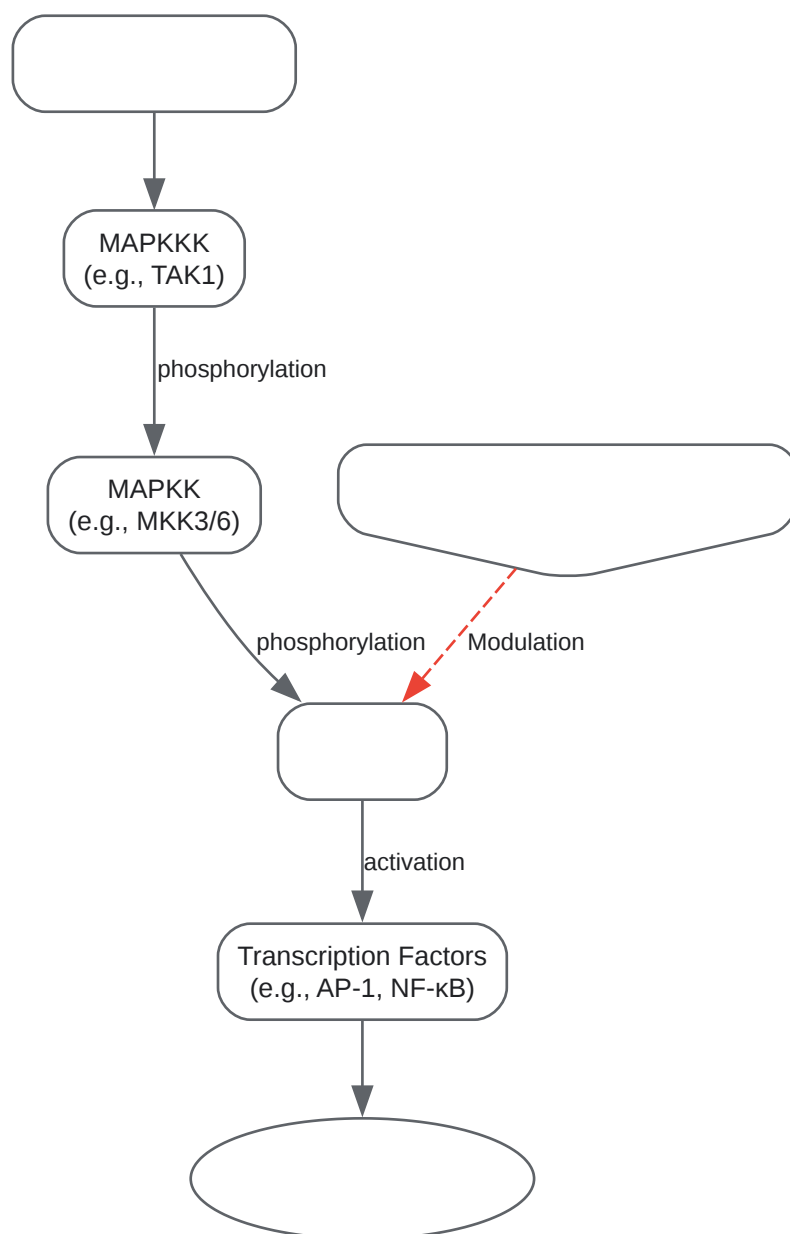 MAPKKK
(e.g., TAK1)
phosphorylation
MAPKK
(e.g., MKK3/6)
phosphorylation
Modulation
activation
Transcription Factors
(e.g., AP-1, NF-κB)